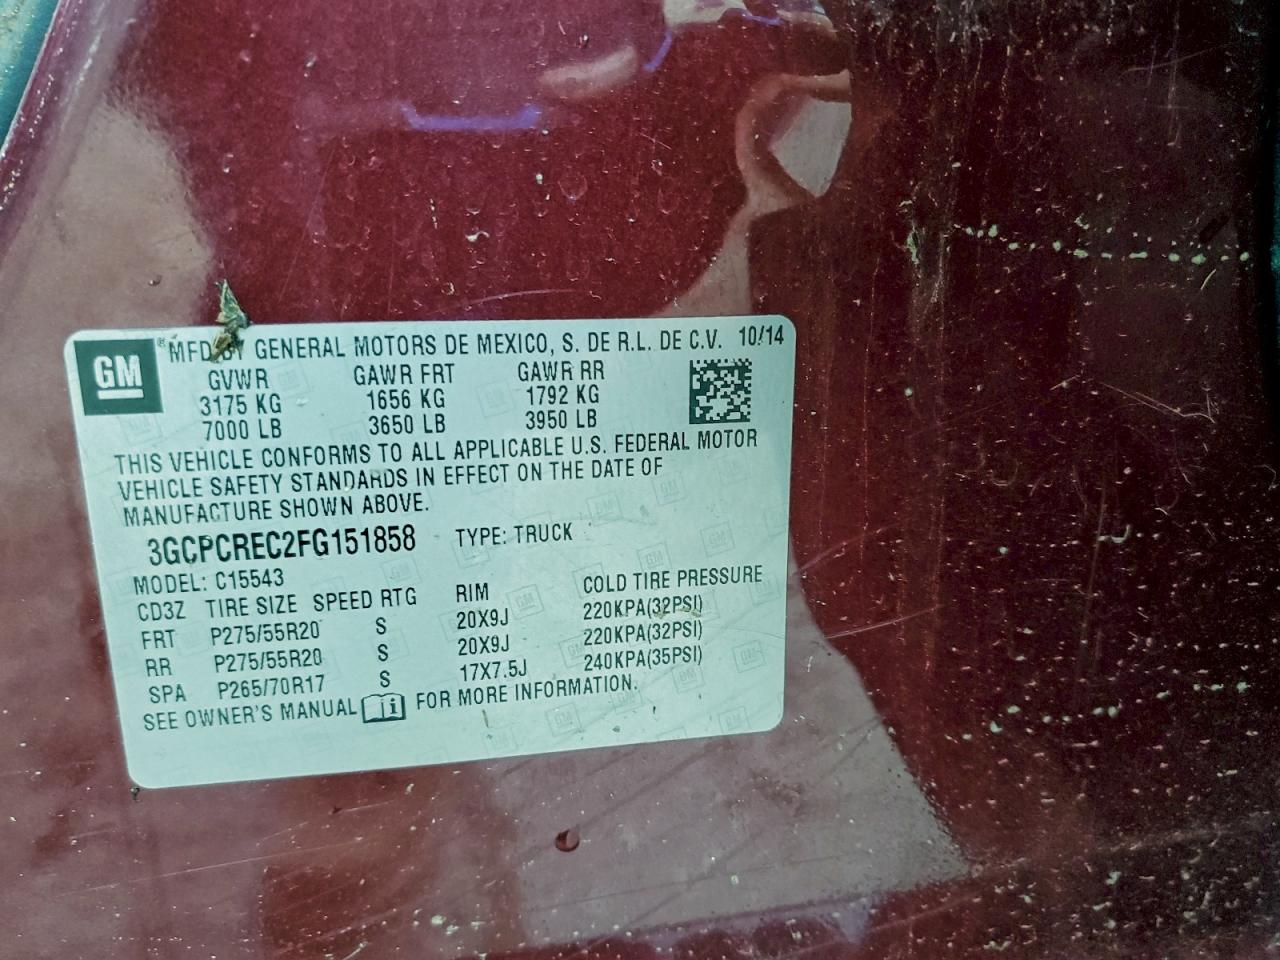 GM ® MFD BY GENERAL MOTORS DE MEXICO, S. DE R.L. DE C.V. 10/14
GVWR GAWR FRT GAWR RR
3175 KG 1656 KG 1792 KG
7000 LB 3650 LB 3950 LB
THIS VEHICLE CONFORMS TO ALL APPLICABLE U.S. FEDERAL MOTOR
VEHICLE SAFETY STANDARDS IN EFFECT ON THE DATE OF
MANUFACTURE SHOWN ABOVE.
3GCPCREC2FG151858 TYPE: TRUCK
MODEL: C15543
CD3Z TIRE SIZE SPEED RTG RIM COLD TIRE PRESSURE
FRT P275/55R20 S 20X9J 220KPA(32PSI)
RR P275/55R20 S 20X9J 220KPA(32PSI)
SPA P265/70R17 S 17X7.5J 240KPA(35PSI)
SEE OWNER'S MANUAL i FOR MORE INFORMATION.